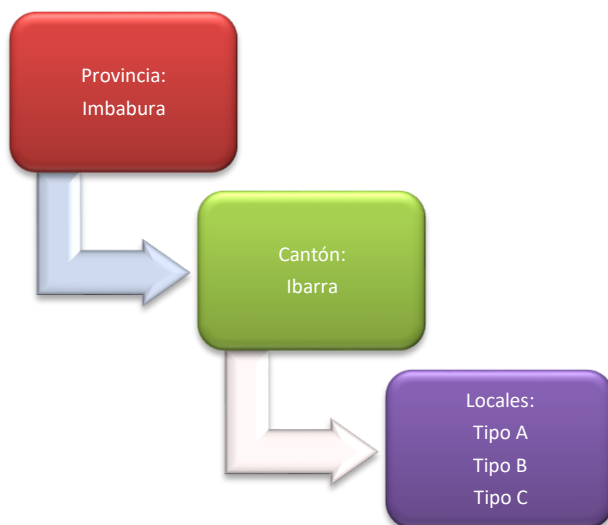 Provincia:
Imbabura
Cantón:
Ibarra
Locales:
Tipo A
Tipo B
Tipo C